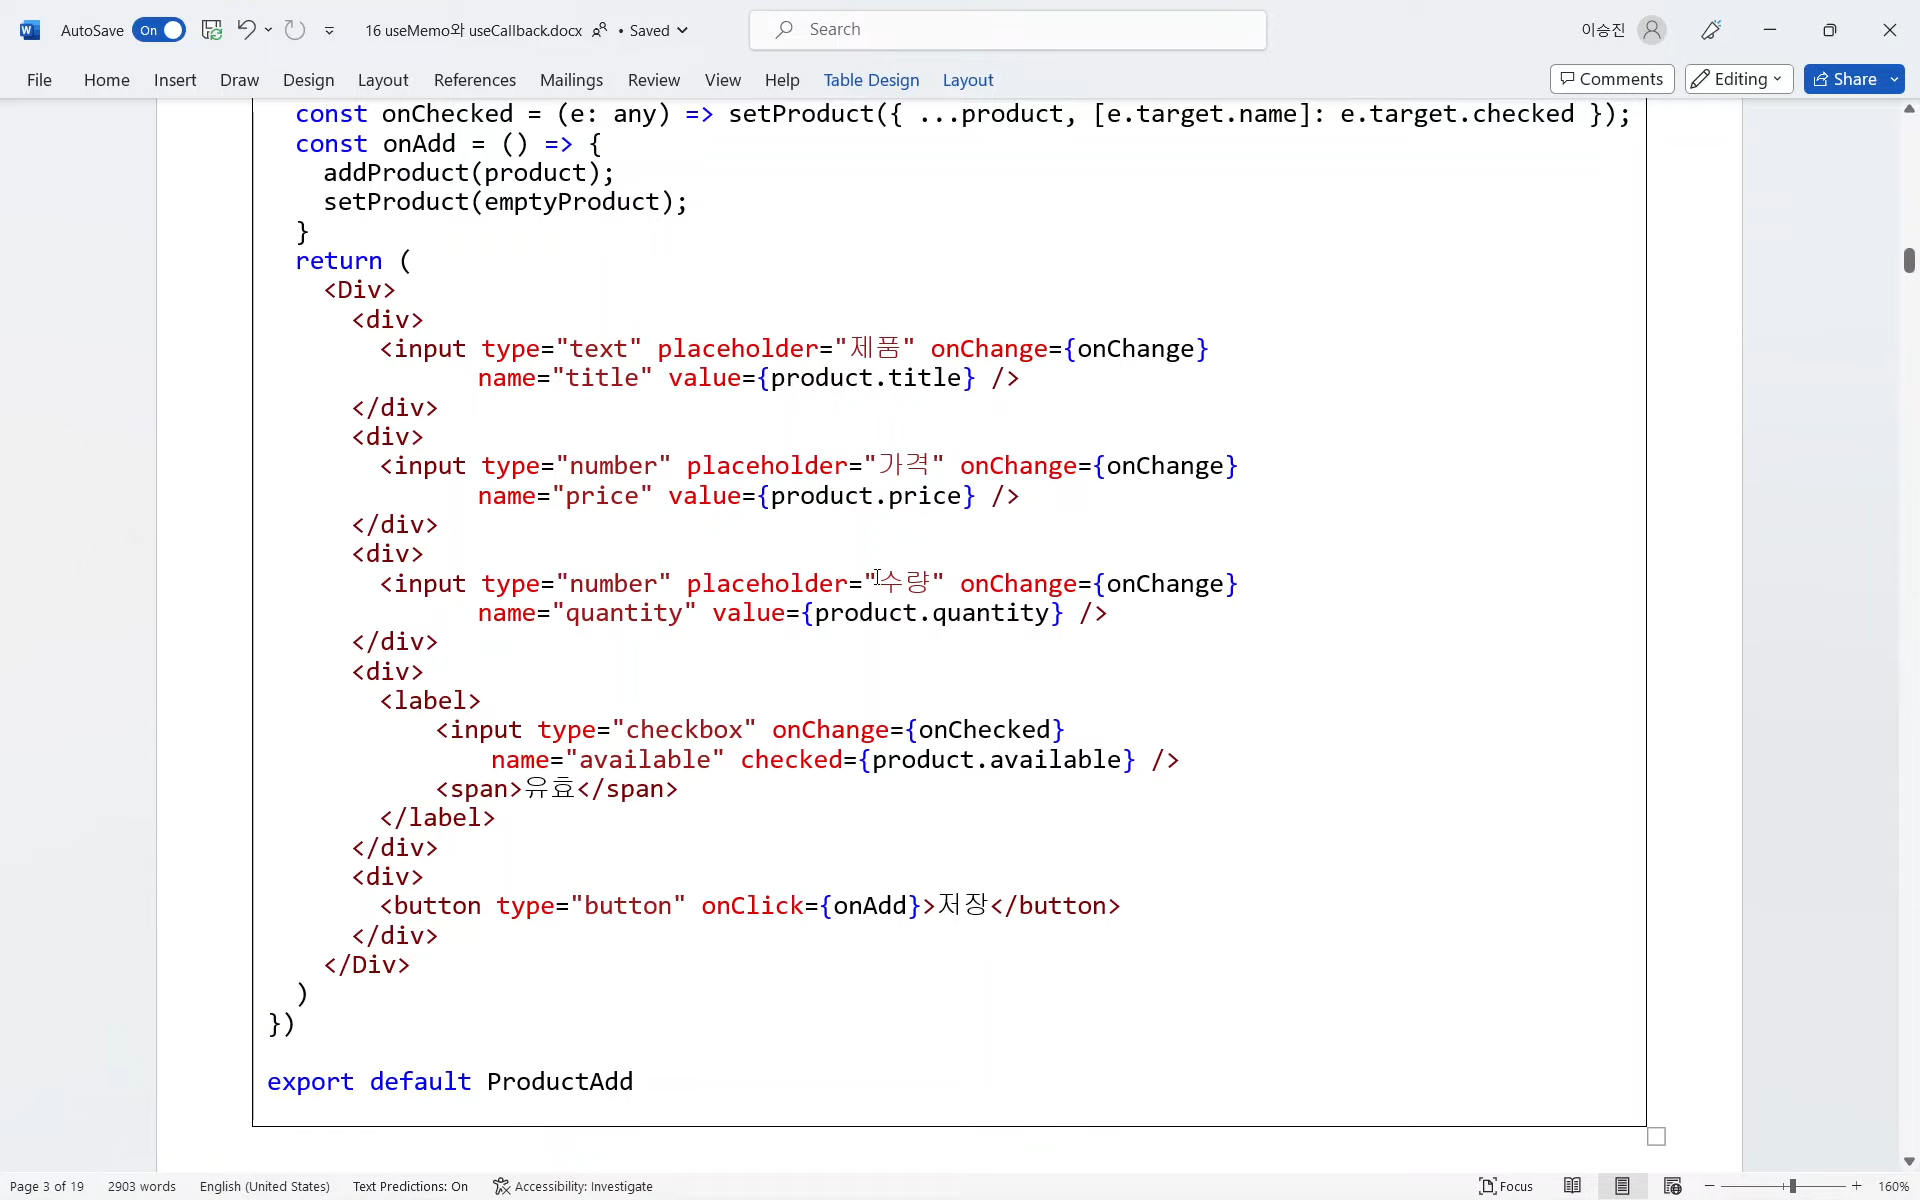 AutoSave On 16 useMemo와 useCallback.docx • Saved Search 이승진
File Home Insert Draw Design Layout References Mailings Review View Help Table Design Layout Comments Editing Share
const onChecked = (e: any) => setProduct({ ...product, [e.target.name]: e.target.checked });
const onAdd = () => {
addProduct(product);
setProduct(emptyProduct);
}
return (
<Div>
<div>
<input type="text" placeholder="제품" onChange={onChange}
name="title" value={product.title} />
</div>
<div>
<input type="number" placeholder="가격" onChange={onChange}
name="price" value={product.price} />
</div>
<div>
<input type="number" placeholder="수량" onChange={onChange}
name="quantity" value={product.quantity} />
</div>
<div>
<label>
<input type="checkbox" onChange={onChecked}
name="available" checked={product.available} />
<span>유효</span>
</label>
</div>
<div>
<button type="button" onClick={onAdd}>저장</button>
</div>
</Div>
)
})
export default ProductAdd
Page 3 of 19 2903 words English (United States) Text Predictions: On Accessibility: Investigate Focus 160%